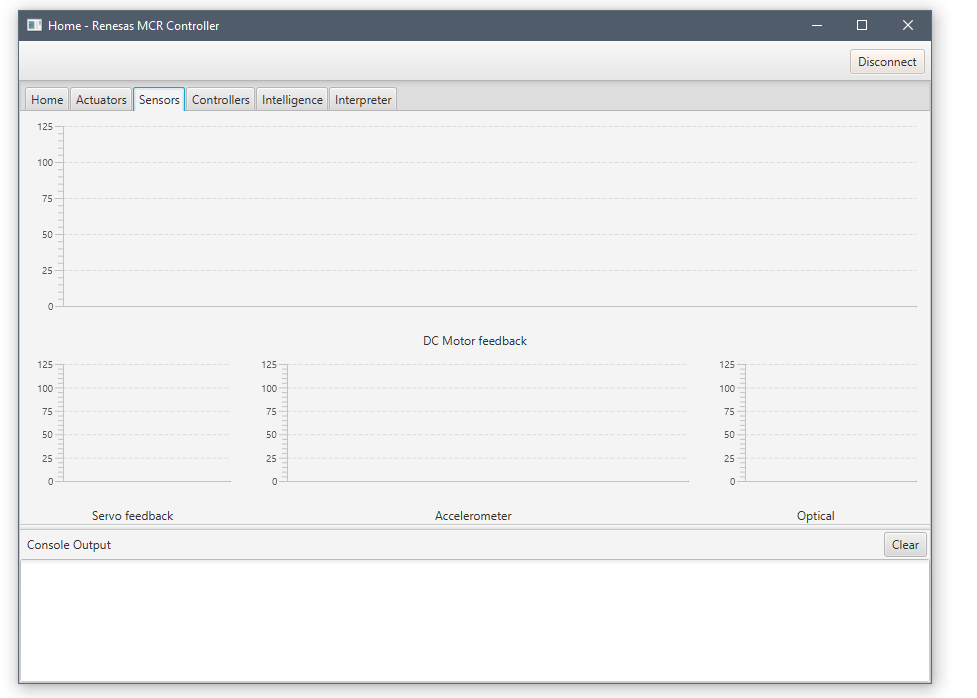 Home - Renesas MCR Controller
Disconnect
Home Actuators Sensors Controllers Intelligence Interpreter
125
100
75
50
25
0
DC Motor feedback
125 125 125
100 100 100
75 75 75
50 50 50
25 25 25
0 0 0
Servo feedback Accelerometer Optical
Console Output Clear